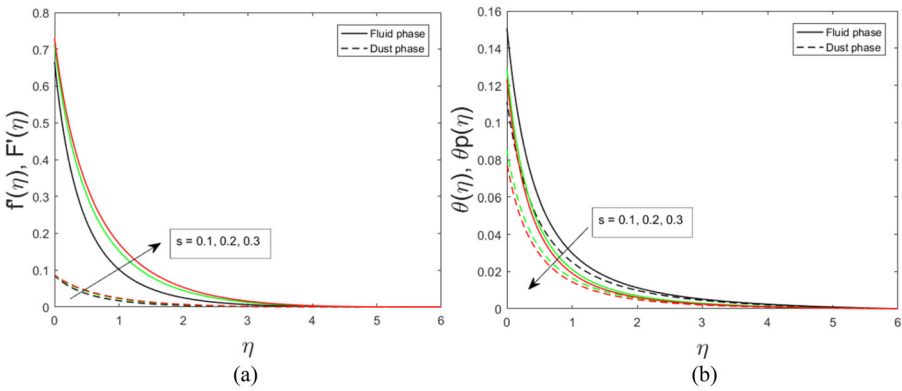 0.8
0.7
0.6
0.5
0.4
0.3
0.2
0.1
0
f'(η), F'(η)
Fluid phase
Dust phase
s = 0.1, 0.2, 0.3
0 1 2 3 4 5 6
η
(a)
0.16
0.14
0.12
0.10
0.08
0.06
0.04
0.02
0
θ(η), θp(η)
Fluid phase
Dust phase
s = 0.1, 0.2, 0.3
0 1 2 3 4 5 6
η
(b)